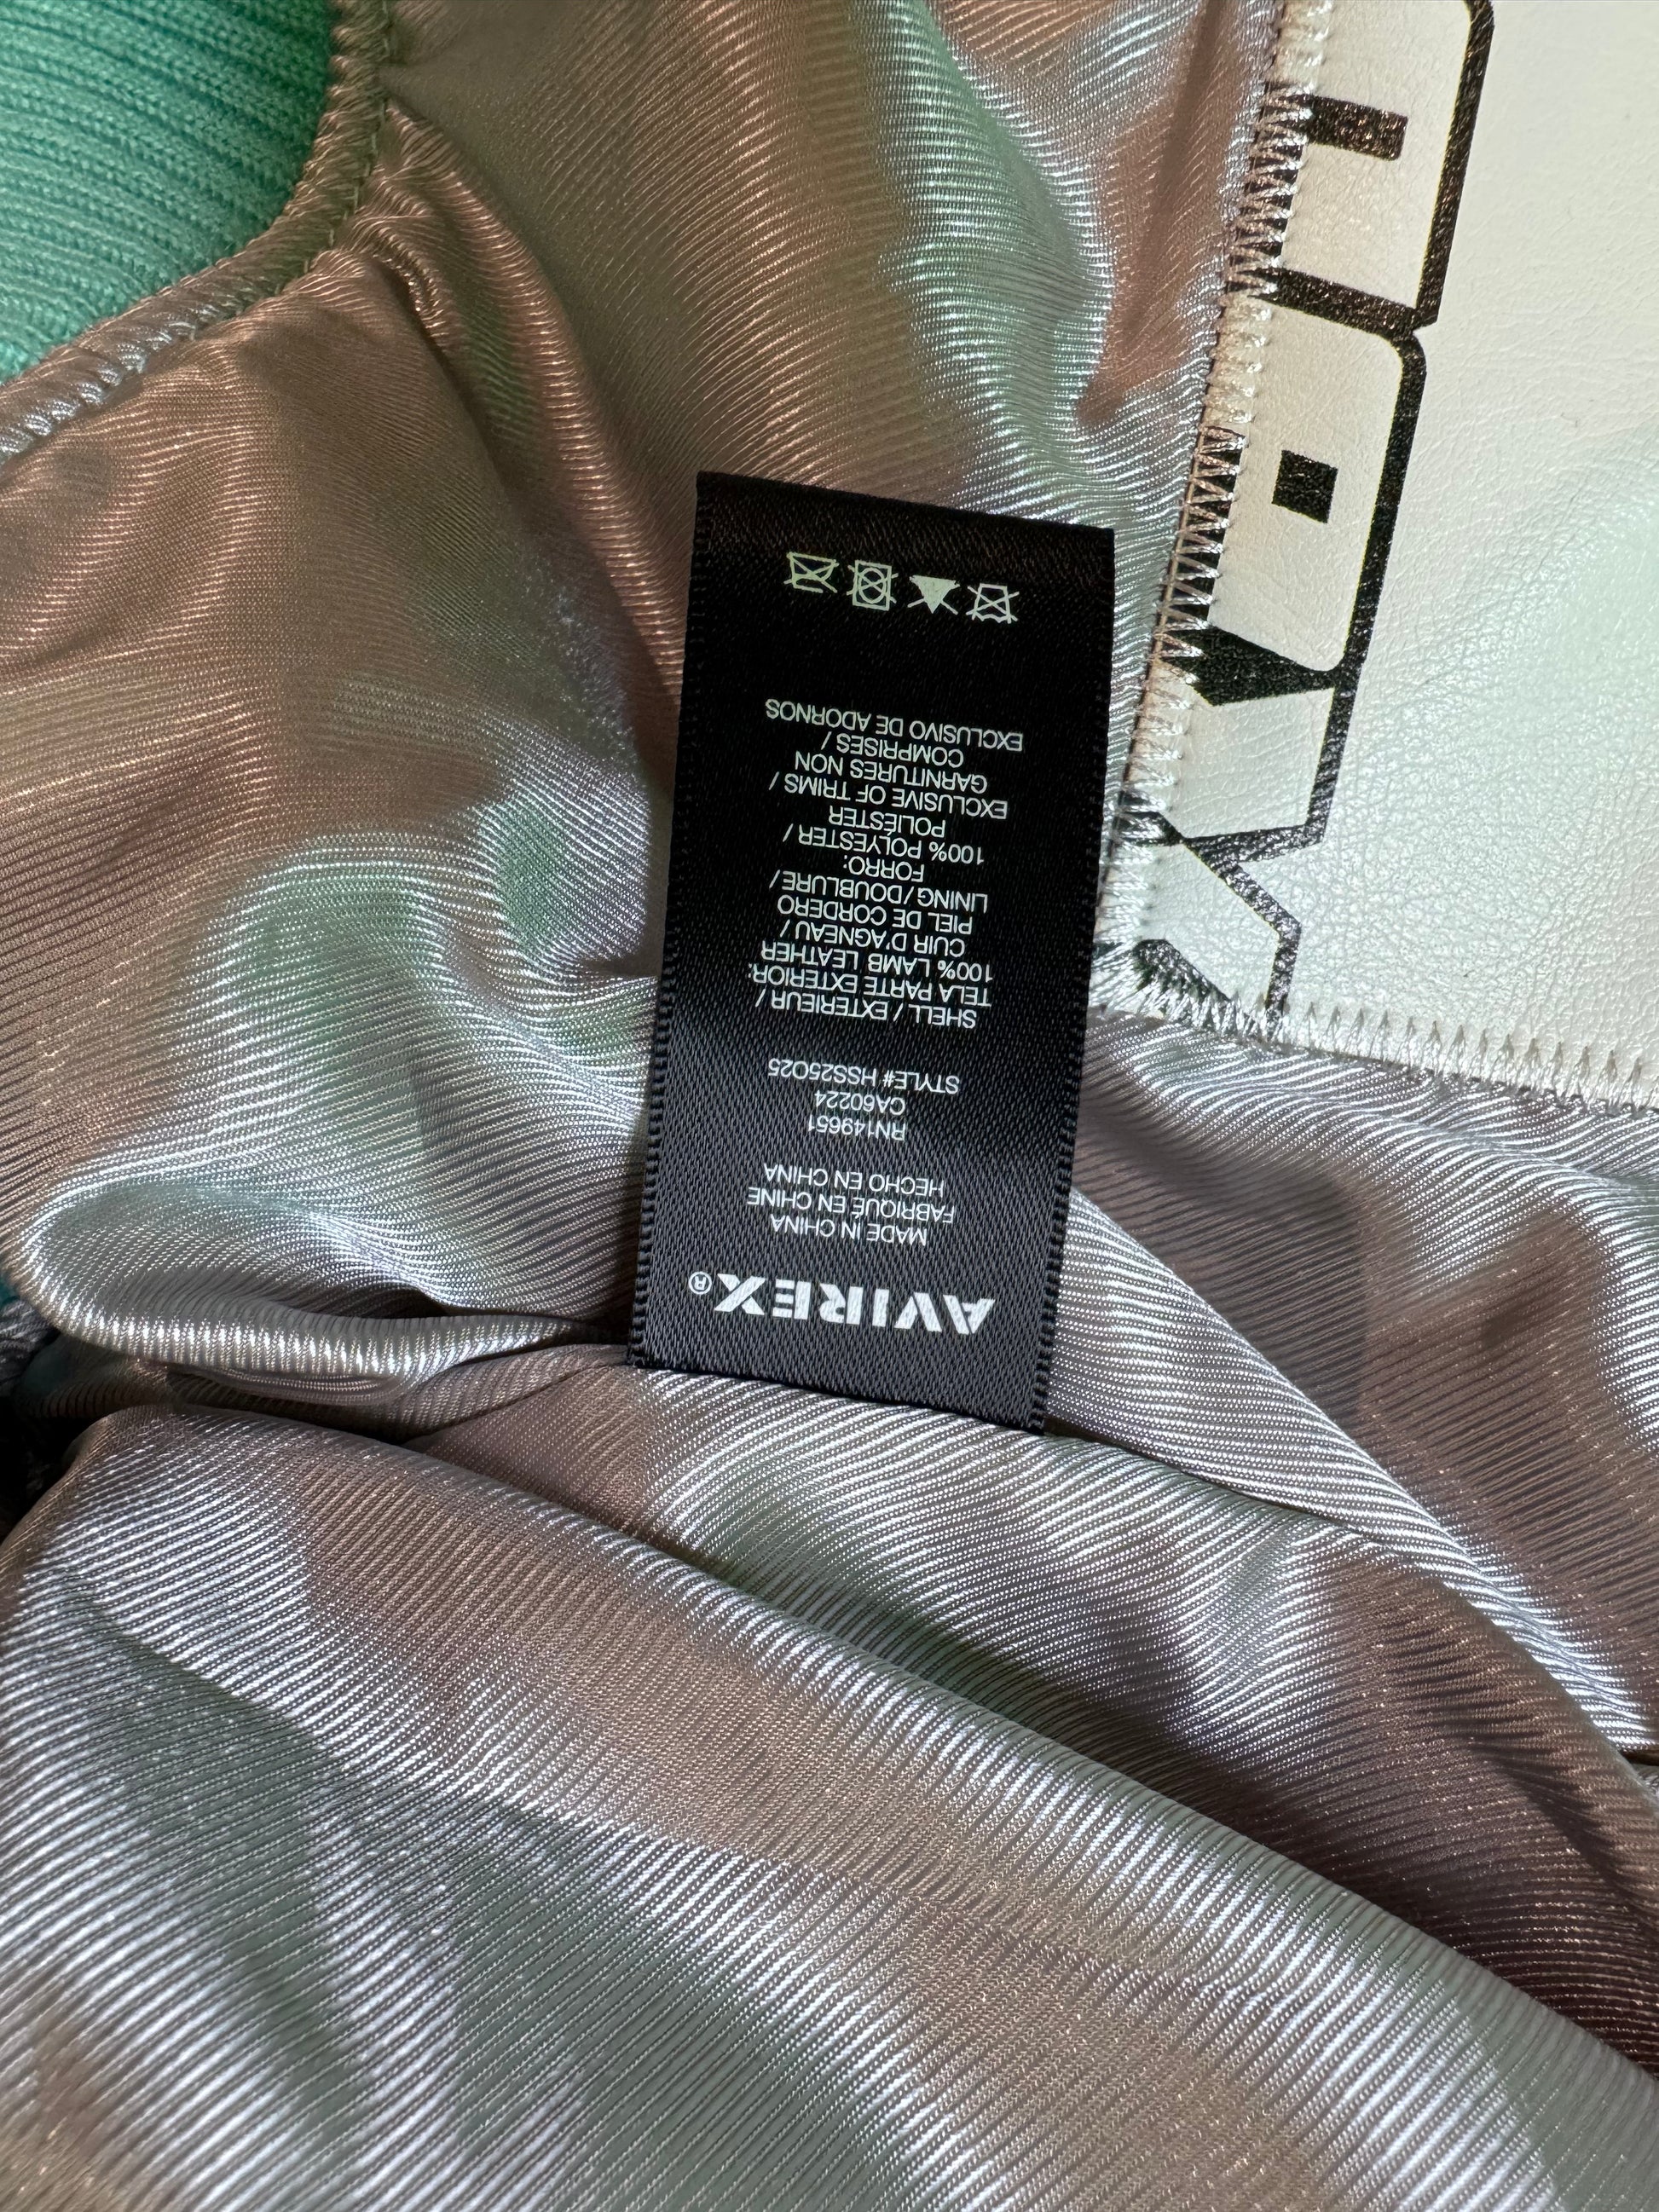 AVIREX®
MADE IN CHINA
FABRIQUE EN CHINE
HECHO EN CHINA
RN149651
CA60224
STYLE# HSS25O25
SHELL / EXTERIEUR /
TELA PARTE EXTERIOR:
100% LAMB LEATHER
CUIR D'AGNEAU /
PIEL DE CORDERO
LINING / DOUBLURE/
FORRO:
100% POLYESTER /
POLIÉSTER
EXCLUSIVE OF TRIMS /
GARNITURES NON
COMPRISES /
EXCLUSIVO DE ADORNOS